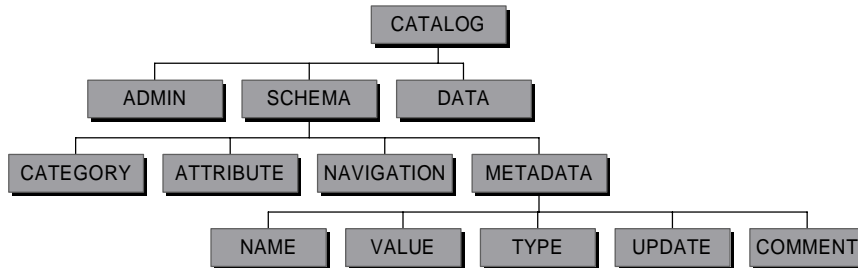 CATALOG
ADMIN SCHEMA DATA
CATEGORY ATTRIBUTE NAVIGATION METADATA
NAME VALUE TYPE UPDATE COMMENT